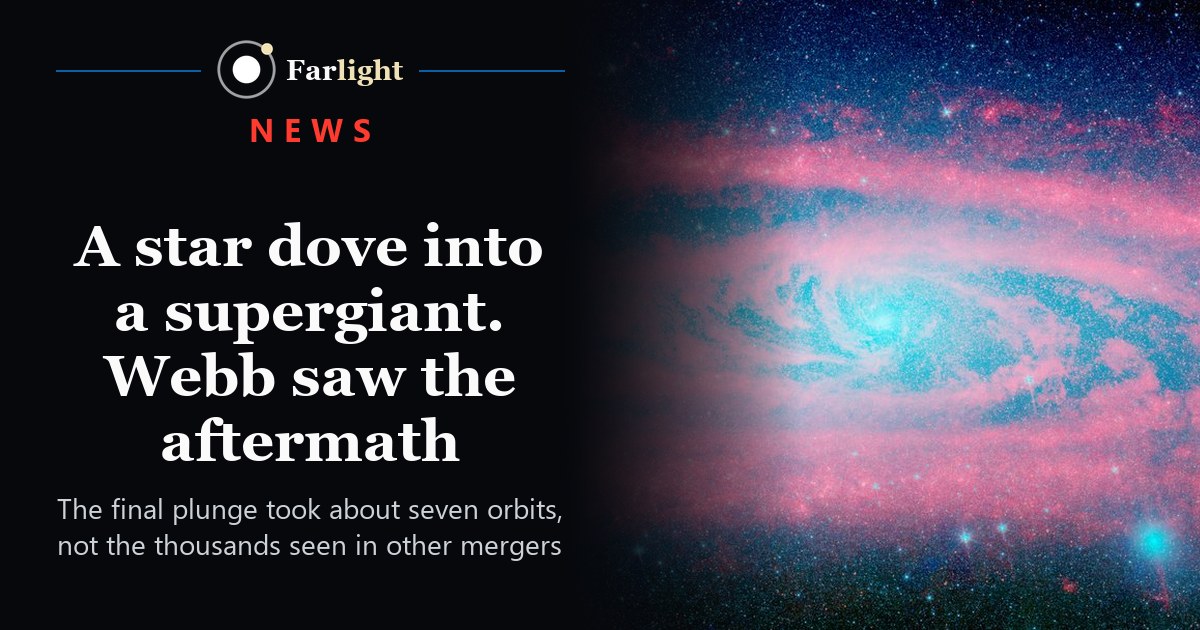 Farlight
NEWS
A star dove into
a supergiant.
Webb saw the
aftermath
The final plunge took about seven orbits,
not the thousands seen in other mergers